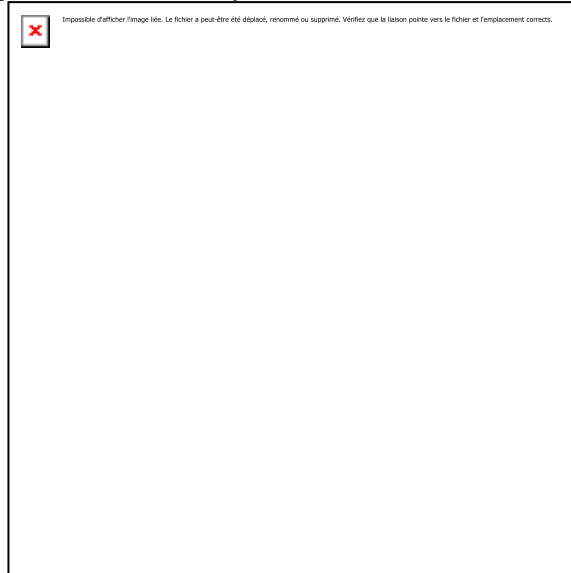 Impossible d'afficher l'image liée. Le fichier a peut-être été déplacé, renommé ou supprimé. Vérifiez que la liaison pointe vers le fichier et l'emplacement corrects.